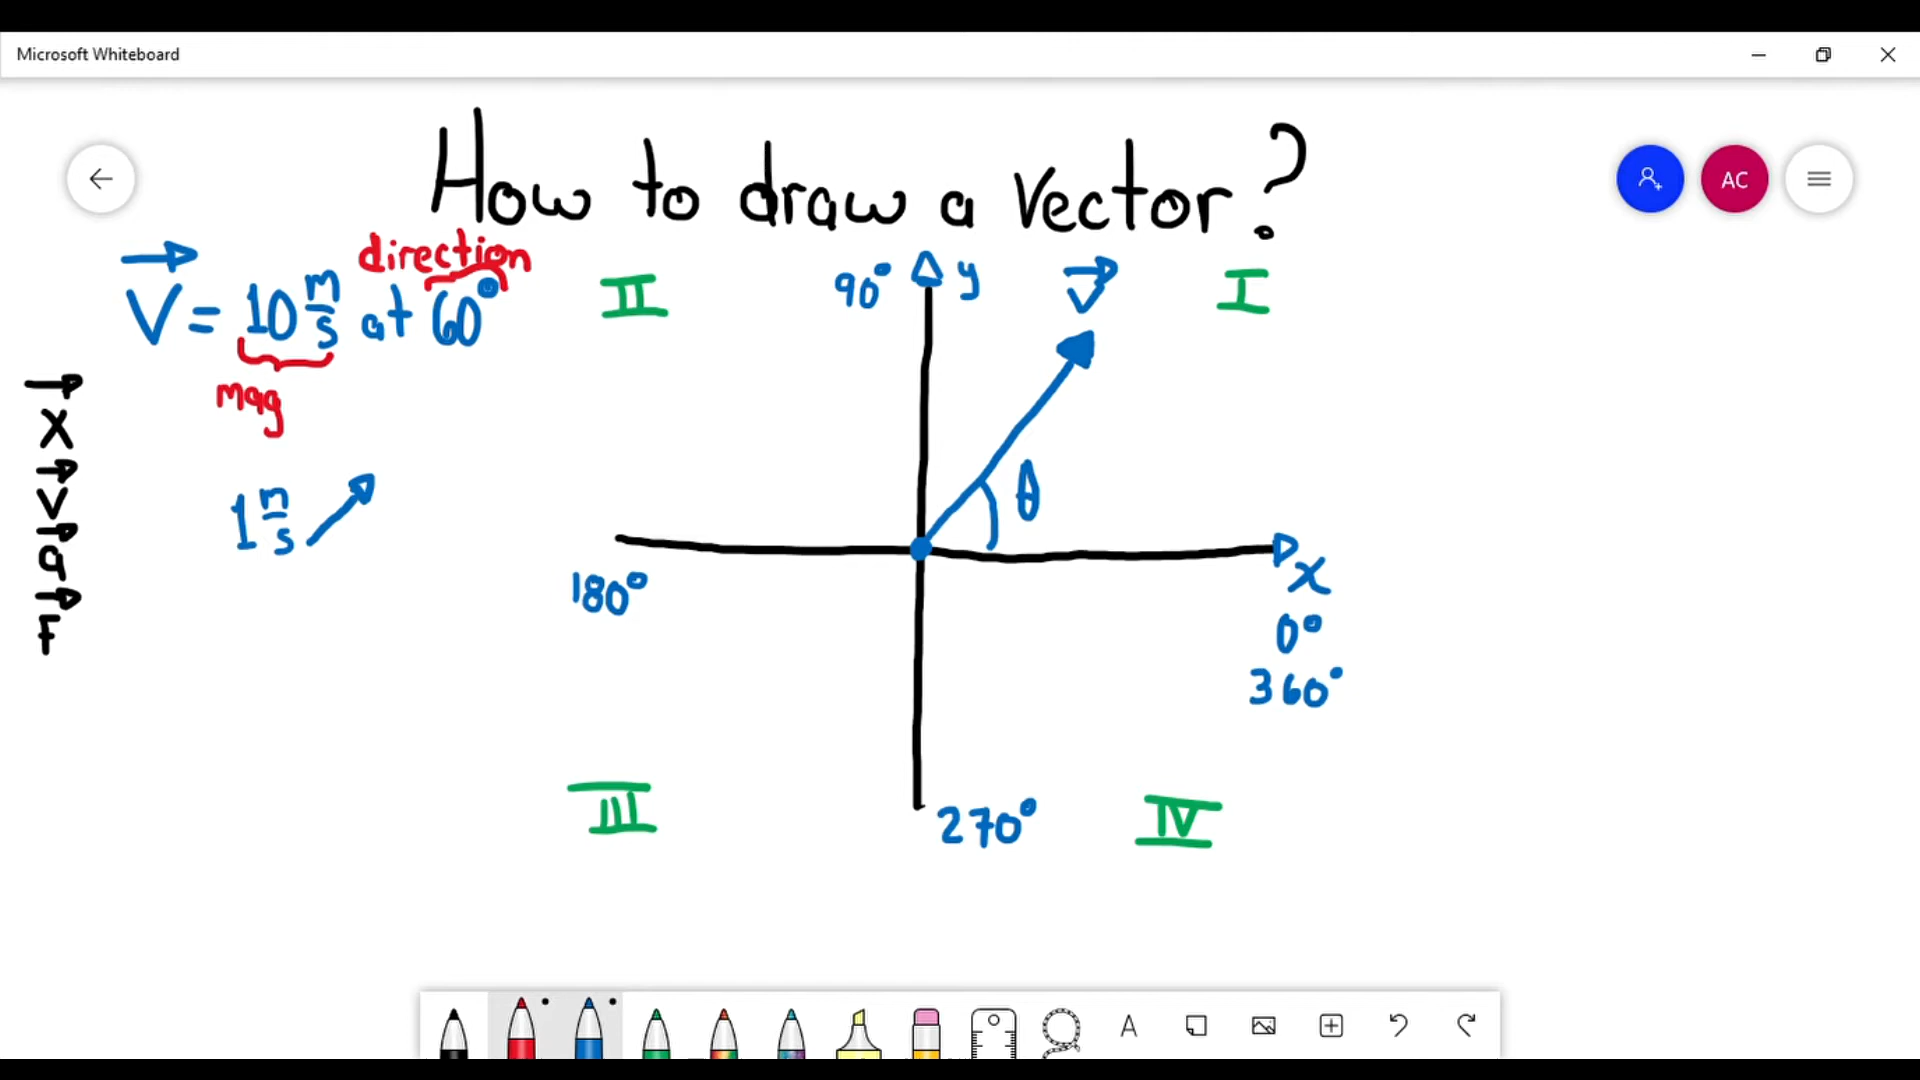 Microsoft Whiteboard
How to draw a Vector?
AC
direction
V = 10 m/s at 60°
mag
II
90°
y
V
I
X
V
a
F
1 m/s
θ
180°
x
0°
360°
III
270°
IV
A